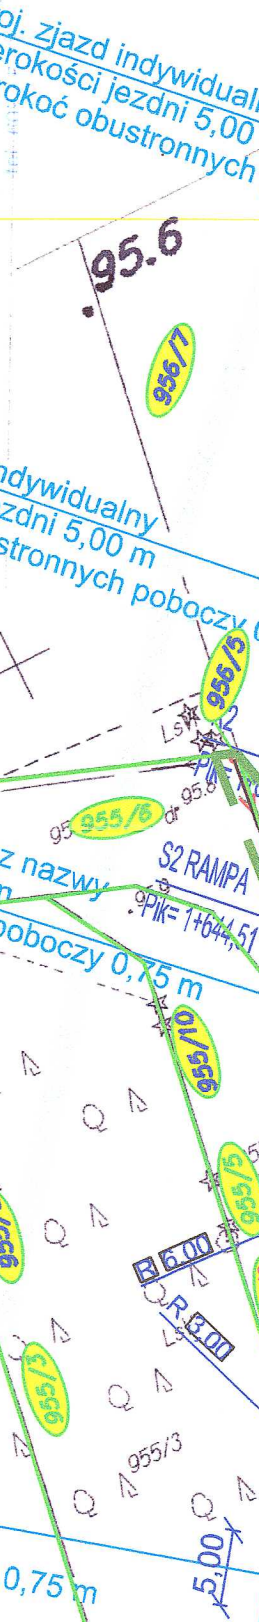 oj. zjazd indywidualn
erokości jezdni 5,00
rokoć obustronnych
.95.6
956/7
ndywidualny
zdni 5,00 m
stronnych poboczy
956/5
Ls
95.8
955/6
dr
S2 RAMPA
z nazwy
Pik= 1+644,51
poboczy 0,75 m
955/10
955/5
R 6,00
R 3,00
Ls
955/3
955/3
5,00
0,75 m